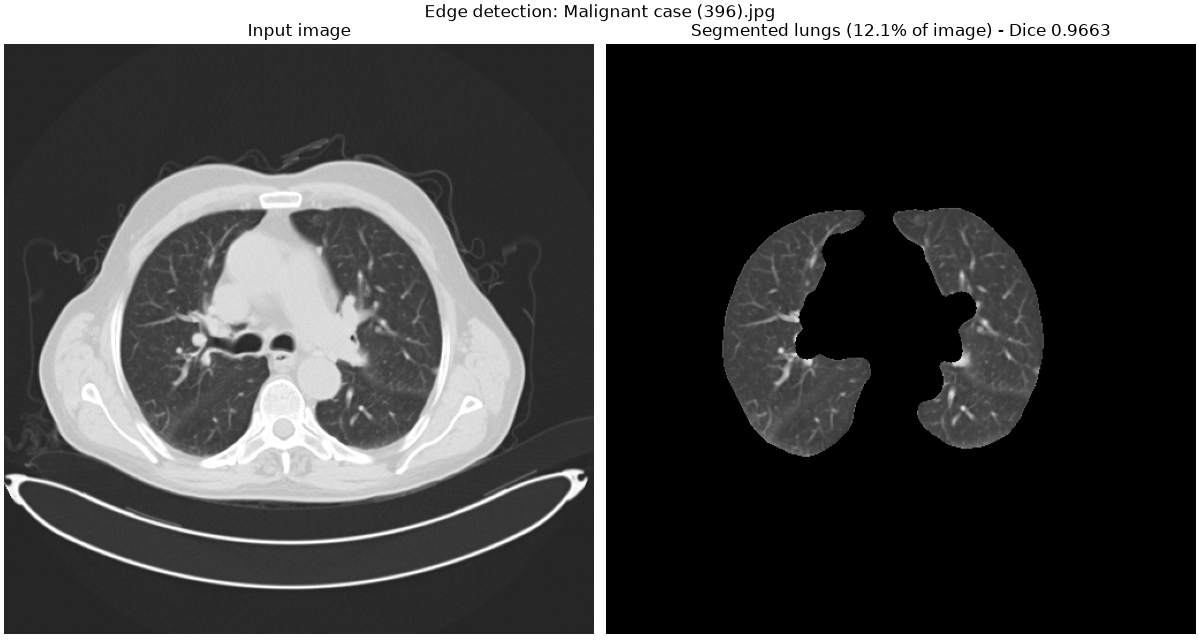 Edge detection: Malignant case (396).jpg
Input image
Segmented lungs (12.1% of image) - Dice 0.9663